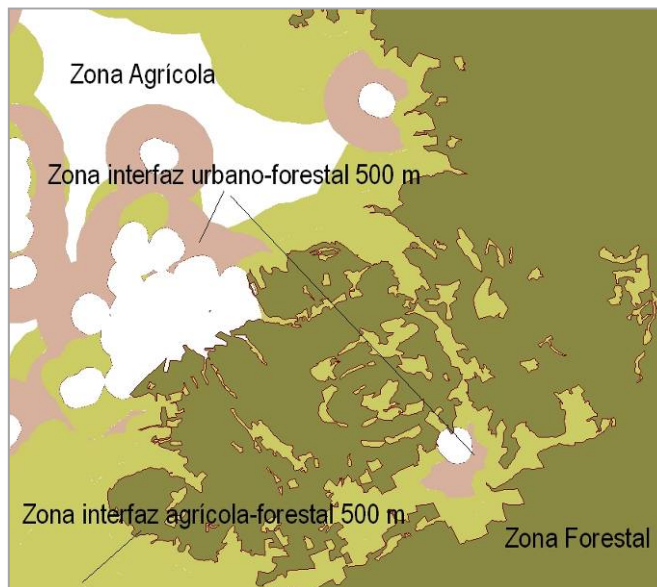 Zona Agrícola
Zona interfaz urbano-forestal 500 m
Zona interfaz agrícola-forestal 500 m
Zona Forestal